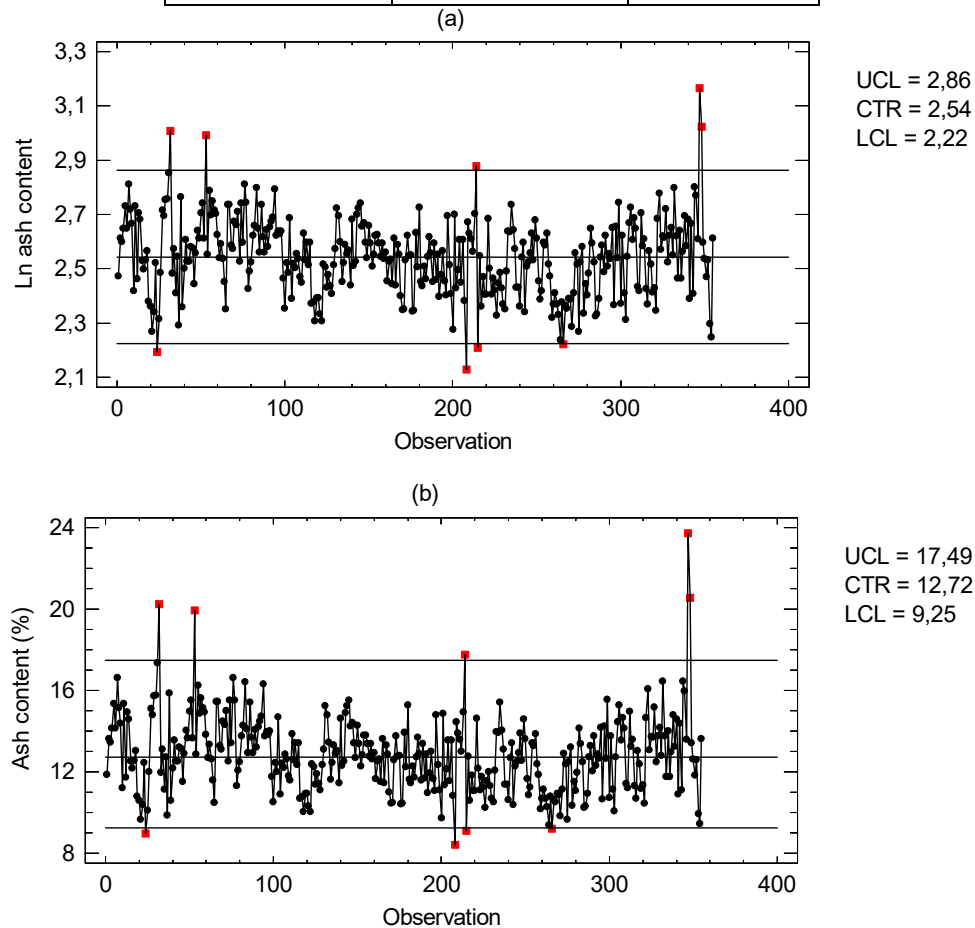 (a)
3,3
3,1
2,9
2,7
2,5
2,3
2,1
Ln ash content
0
100
200
300
400
Observation
UCL = 2,86
CTR = 2,54
LCL = 2,22
(b)
24
20
16
12
8
Ash content (%)
0
100
200
300
400
Observation
UCL = 17,49
CTR = 12,72
LCL = 9,25